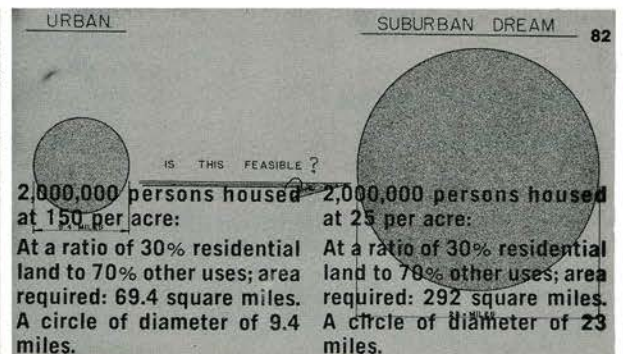 URBAN
SUBURBAN DREAM
82
IS THIS FEASIBLE?
2,000,000 persons housed
at 150 per acre:
9.4 MILES
At a ratio of 30% residential
land to 70% other uses; area
required: 69.4 square miles.
A circle of diameter of 9.4
miles.
2,000,000 persons housed
at 25 per acre:
At a ratio of 30% residential
land to 70% other uses; area
required: 292 square miles.
A circle of diameter of 23
miles.